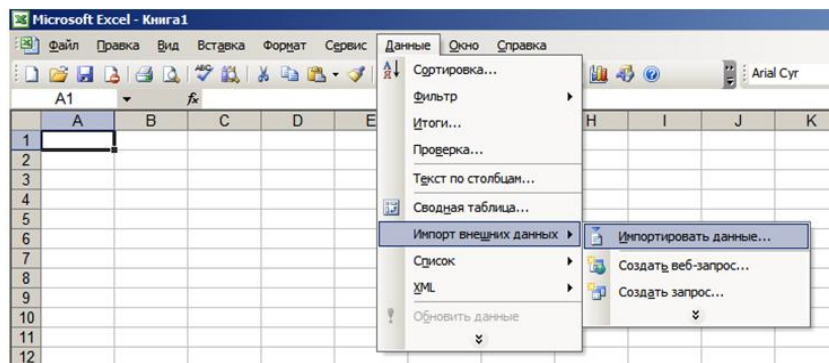 Microsoft Excel - Книга1
Файл Правка Вид Вставка Формат Сервис Данные Окно Справка
Arial Cyr
A1 fx
A B C D E H I J K
1
2
3
4
5
6
7
8
9
10
11
12
Сортировка...
Фильтр
Итоги...
Проверка...
Текст по столбцам...
Сводная таблица...
Импорт внешних данных
Список
XML
Обновить данные
Импортировать данные...
Создать веб-запрос...
Создать запрос...